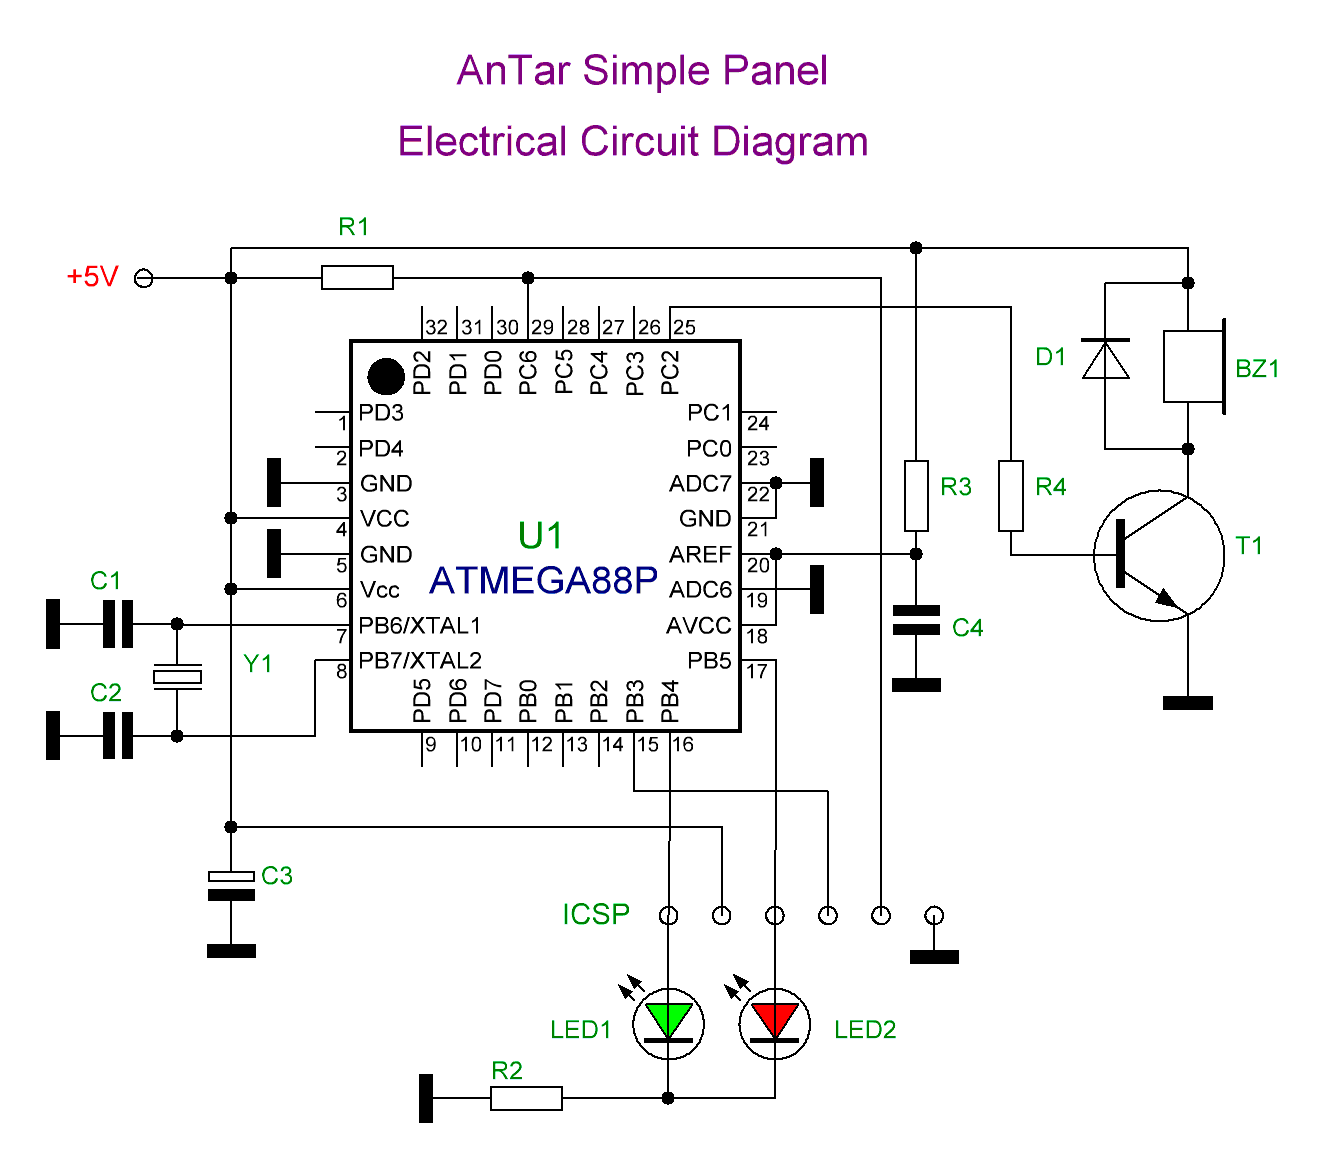 AnTar Simple Panel
Electrical Circuit Diagram
R1
+5V
32 31 30 29 28 27 26 25
PD2 PD1 PD0 PC6 PC5 PC4 PC3 PC2
D1
BZ1
PD3 PC1
1 24
PD4 PC0
2 23
GND ADC7
3 22
R3
R4
VCC GND
4 21
U1
T1
GND AREF
5 20
ATMEGA88P
C1
Vcc ADC6
6 19
PB6/XTAL1 AVCC
7 18
C4
Y1
PB7/XTAL2 PB5
8 17
C2
PD5 PD6 PD7 PB0 PB1 PB2 PB3 PB4
9 10 11 12 13 14 15 16
C3
ICSP
LED1
LED2
R2